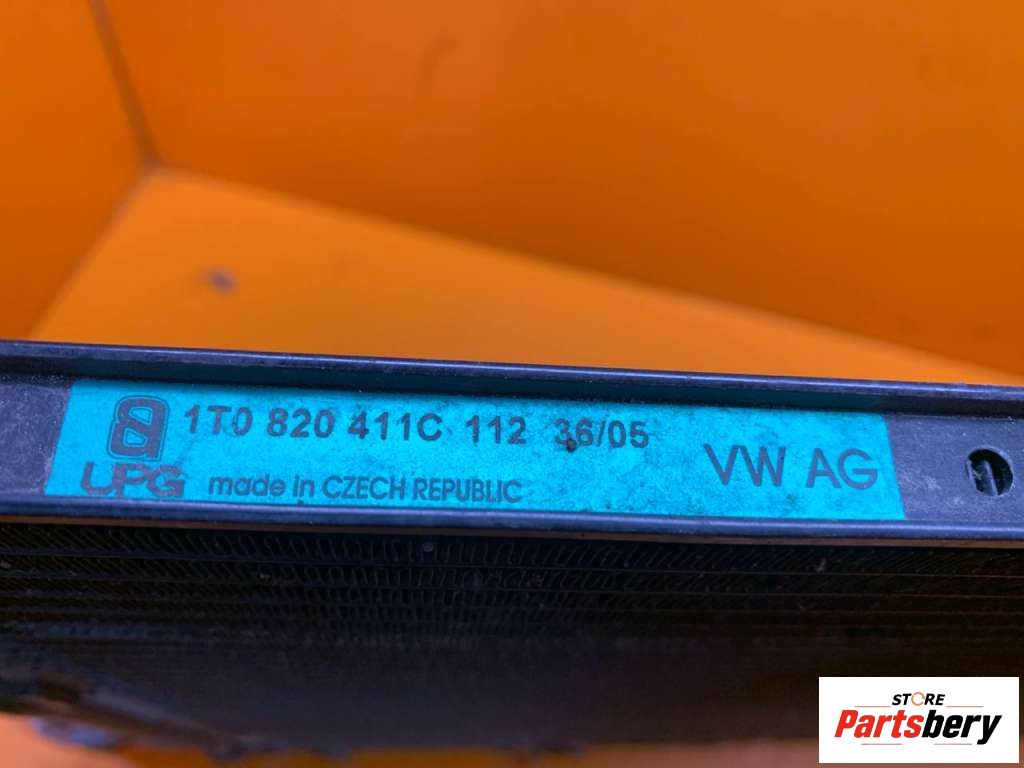 1T0 820 411C 112 36/05
UPG made in CZECH REPUBLIC
VW AG
STORE
Partsbery